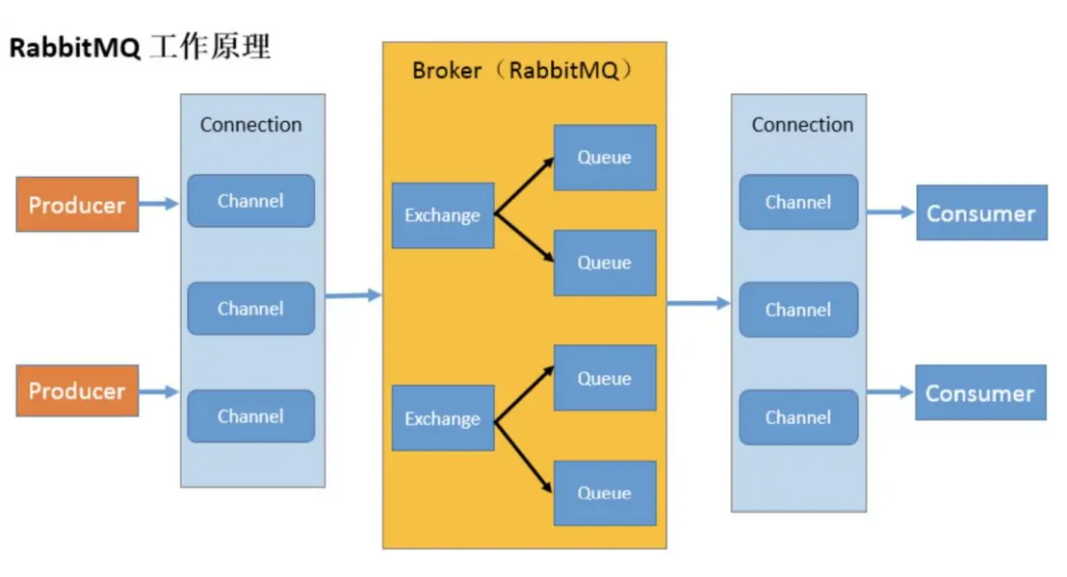 RabbitMQ 工作原理
Broker（RabbitMQ）
Connection
Channel
Channel
Channel
Producer
Producer
Exchange
Queue
Queue
Exchange
Queue
Queue
Connection
Channel
Channel
Channel
Consumer
Consumer